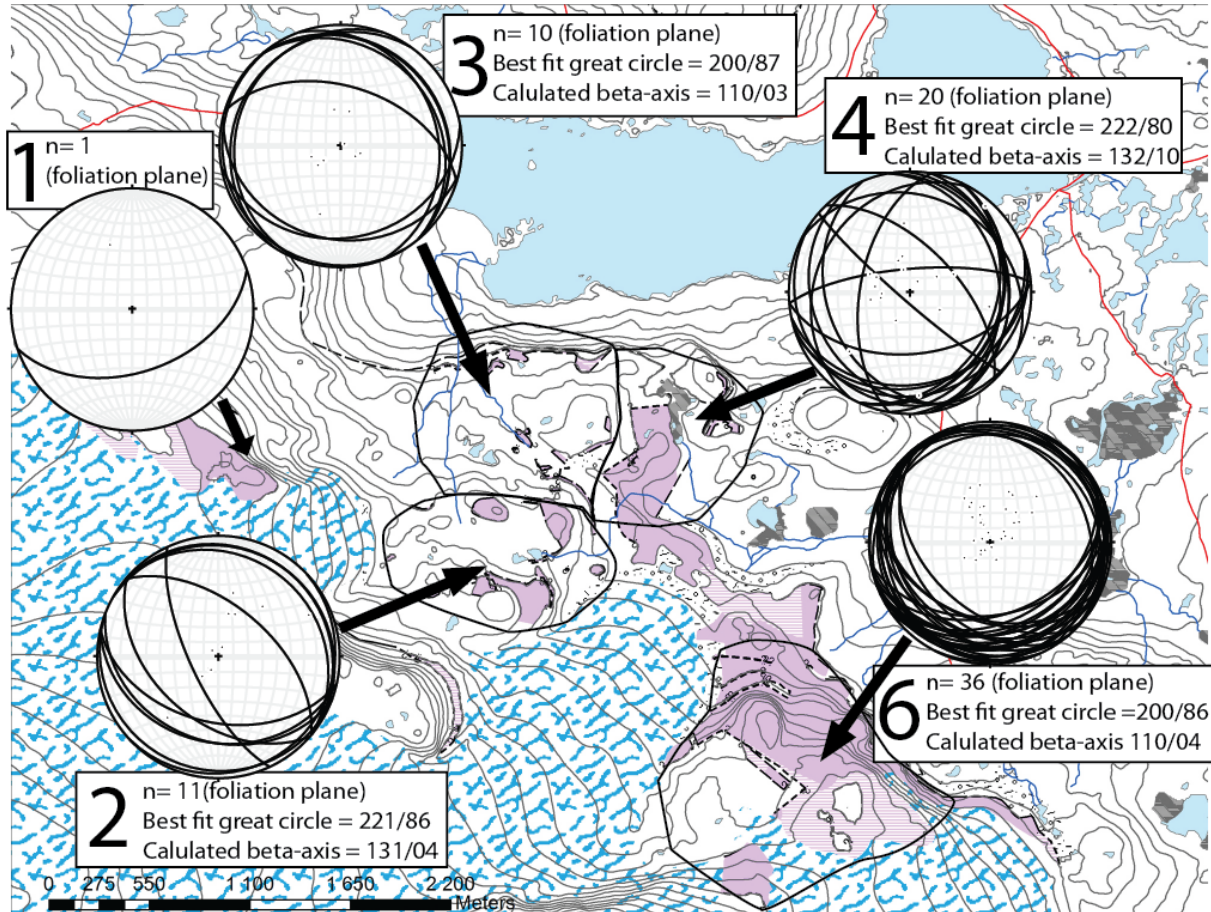 3
n= 10 (foliation plane)
Best fit great circle = 200/87
Calulated beta-axis = 110/03
4
n= 20 (foliation plane)
Best fit great circle = 222/80
Calulated beta-axis = 132/10
1
n= 1
(foliation plane)
6
n= 36 (foliation plane)
Best fit great circle =200/86
Calulated beta-axis 110/04
2
n= 11(foliation plane)
Best fit great circle = 221/86
Calulated beta-axis = 131/04
0 275 550 1 100 1 650 2 200
Meters